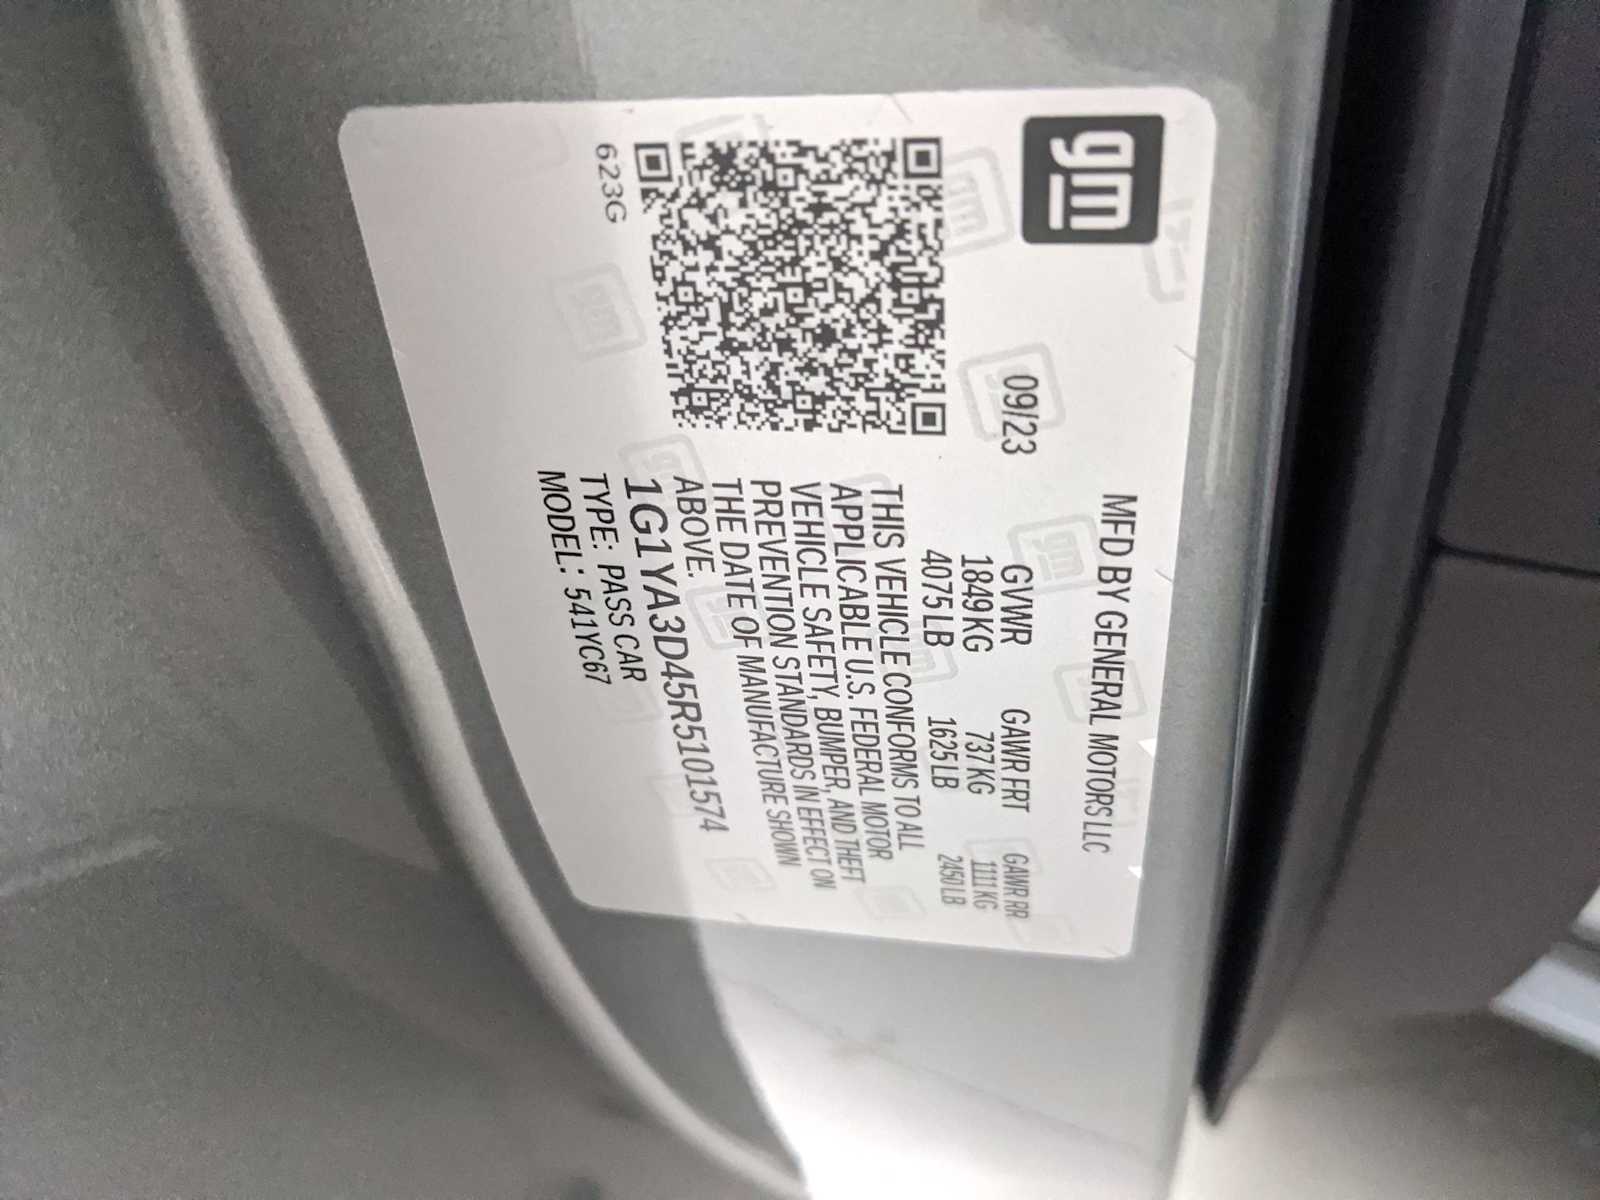 gm
MFD BY GENERAL MOTORS LLC
09/23 GVWR GAWR FRT GAWR RR
1849 KG 737 KG 1111 KG
4075 LB 1625 LB 2450 LB
THIS VEHICLE CONFORMS TO ALL
APPLICABLE U.S. FEDERAL MOTOR
VEHICLE SAFETY, BUMPER, AND THEFT
PREVENTION STANDARDS IN EFFECT ON
THE DATE OF MANUFACTURE SHOWN
ABOVE.
1G1YA3D45R5101574
TYPE: PASS CAR
MODEL: 541YC67
623G